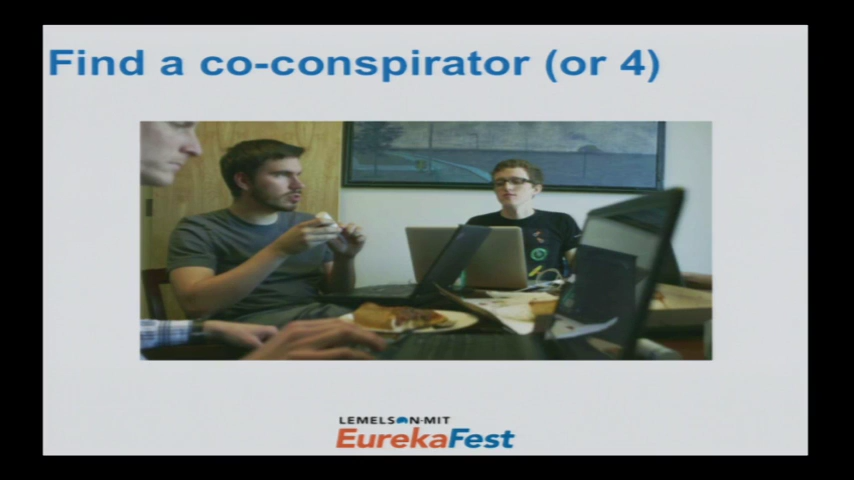 Find a co-conspirator (or 4)
LEMELSON-MIT
EurekaFest